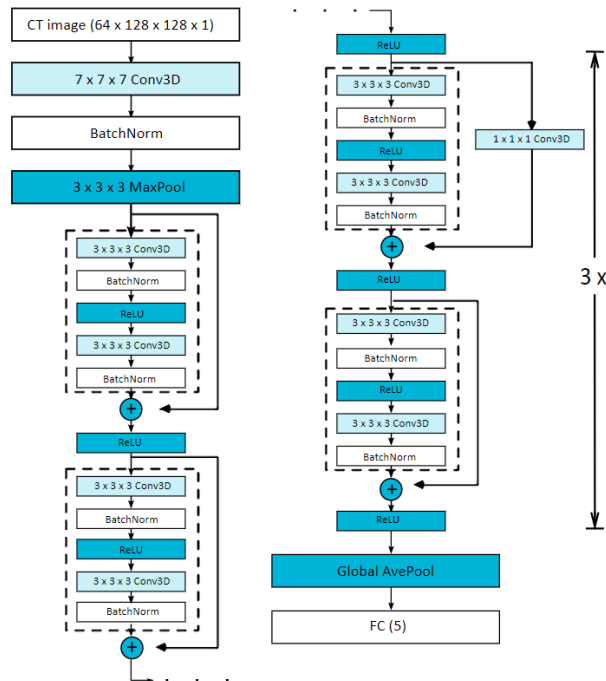 CT image (64 x 128 x 128 x 1)
7 x 7 x 7 Conv3D
BatchNorm
3 x 3 x 3 MaxPool
3 x 3 x 3 Conv3D
BatchNorm
ReLU
3 x 3 x 3 Conv3D
BatchNorm
+
ReLU
3 x 3 x 3 Conv3D
BatchNorm
ReLU
3 x 3 x 3 Conv3D
BatchNorm
+
ReLU
3 x 3 x 3 Conv3D
BatchNorm
ReLU
3 x 3 x 3 Conv3D
BatchNorm
1 x 1 x 1 Conv3D
+
ReLU
3 x 3 x 3 Conv3D
BatchNorm
ReLU
3 x 3 x 3 Conv3D
BatchNorm
+
ReLU
3 x
Global AvePool
FC (5)